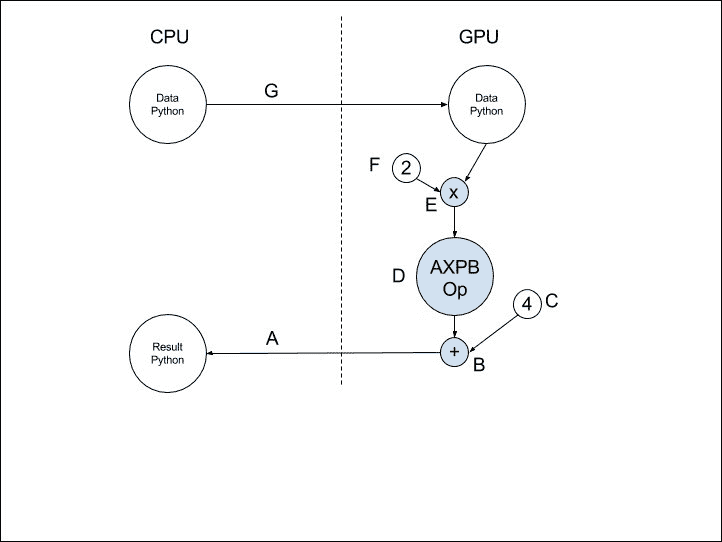 CPU
GPU
Data
Python
G
Data
Python
F
2
x
E
D
AXPB
Op
4
C
Result
Python
A
+
B